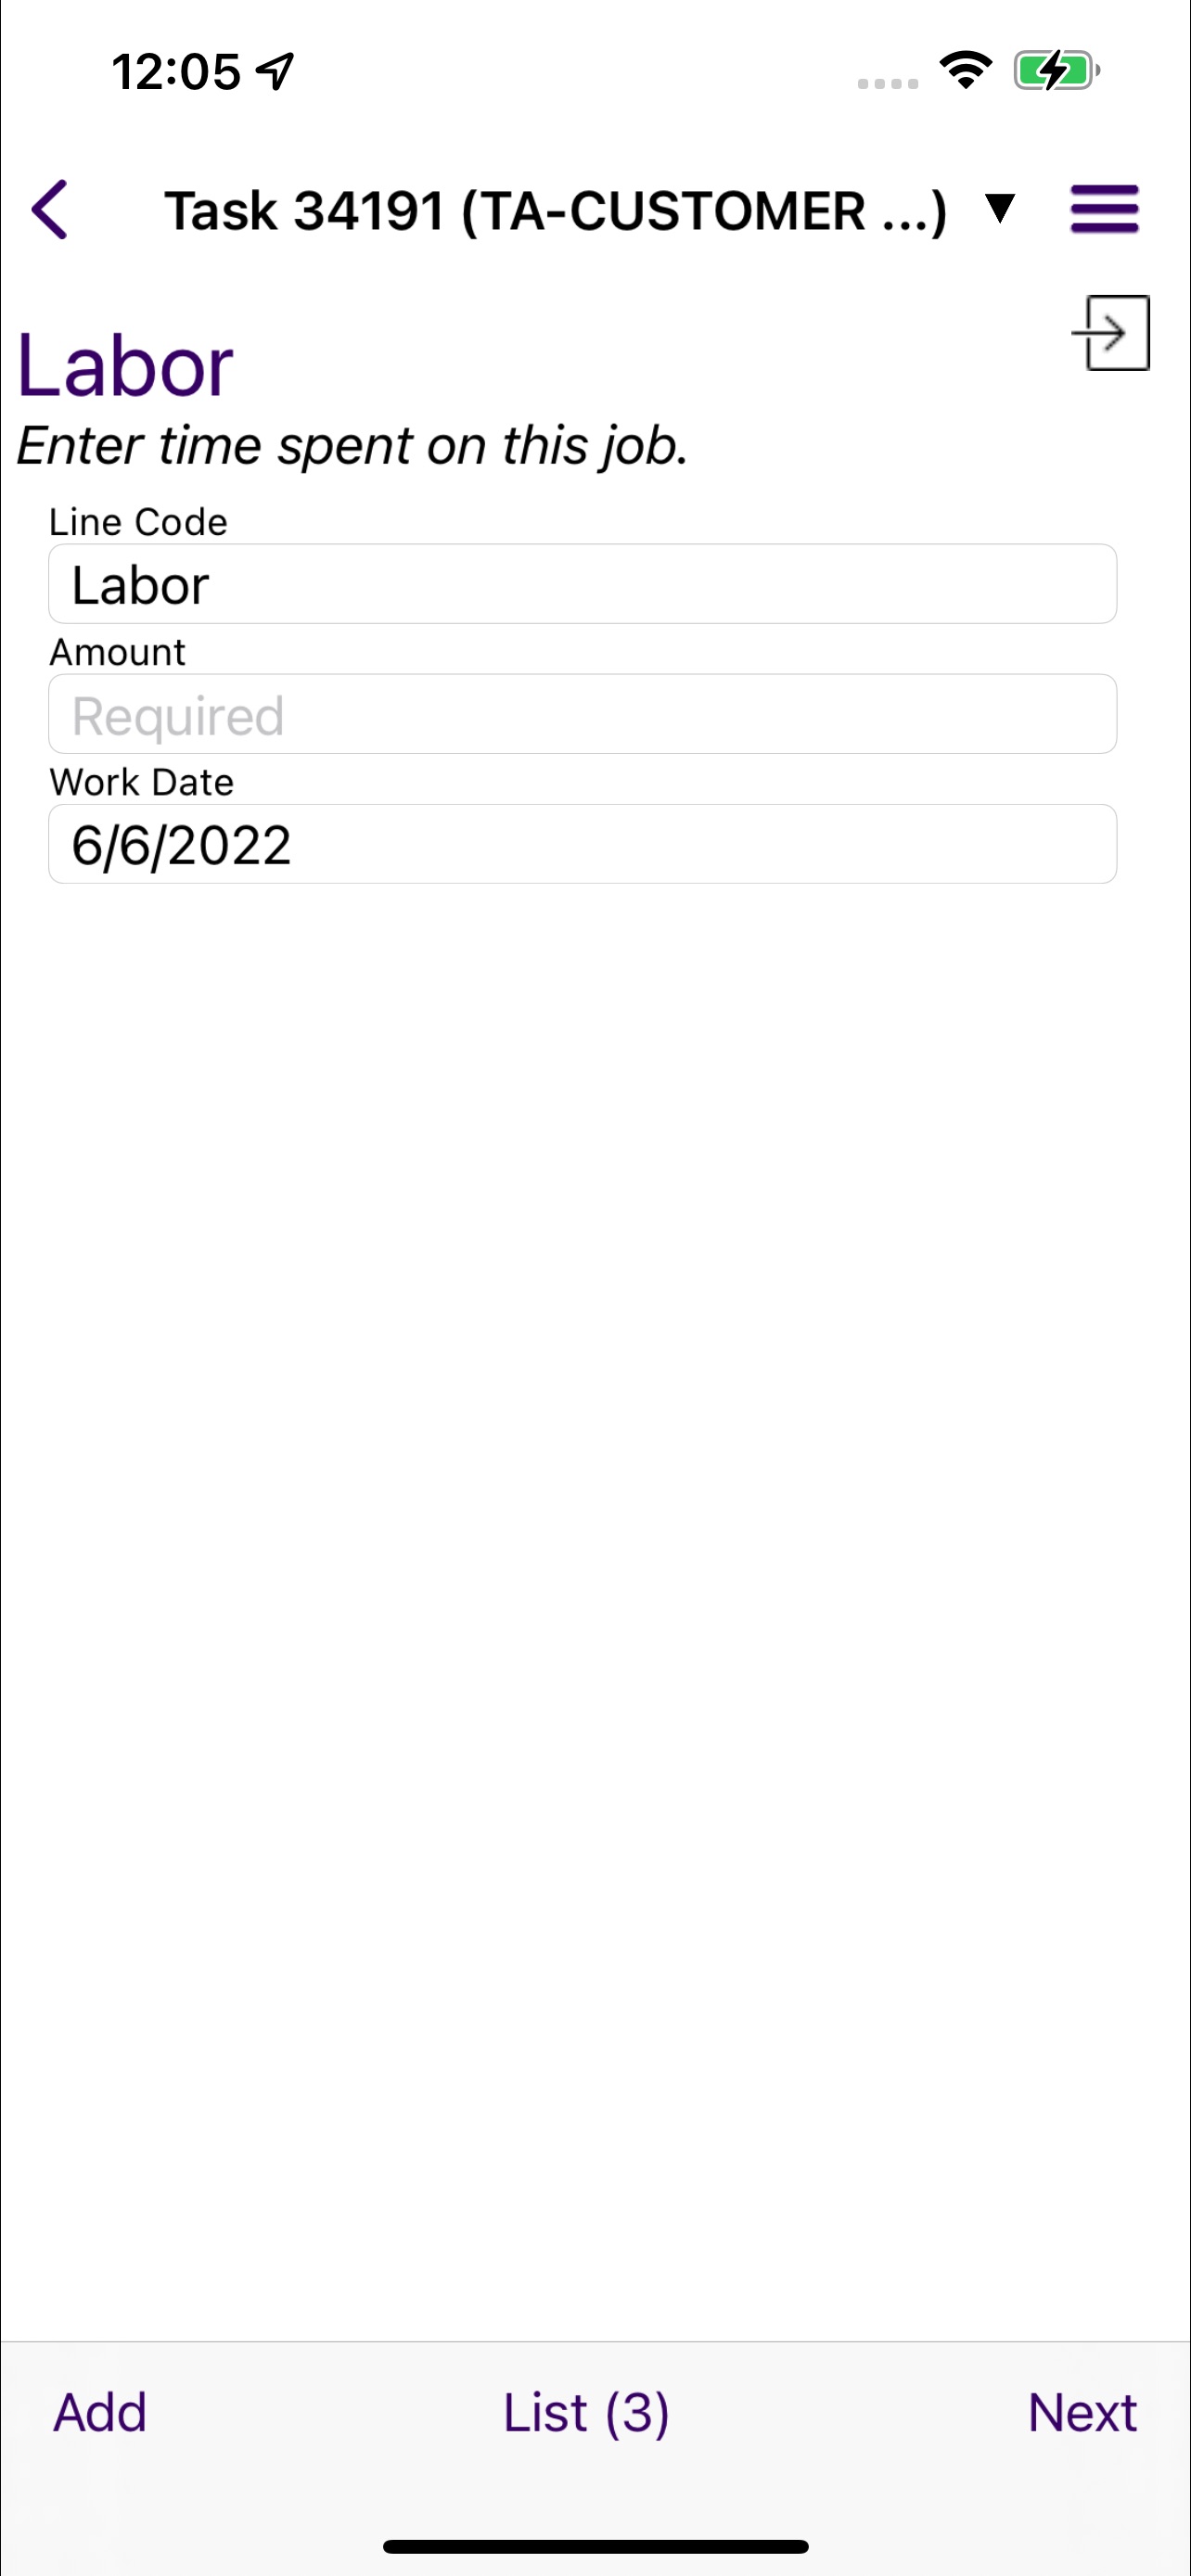 12:05
Task 34191 (TA-CUSTOMER ...) ▼
Labor
Enter time spent on this job.
Line Code
Labor
Amount
Required
Work Date
6/6/2022
Add List (3) Next